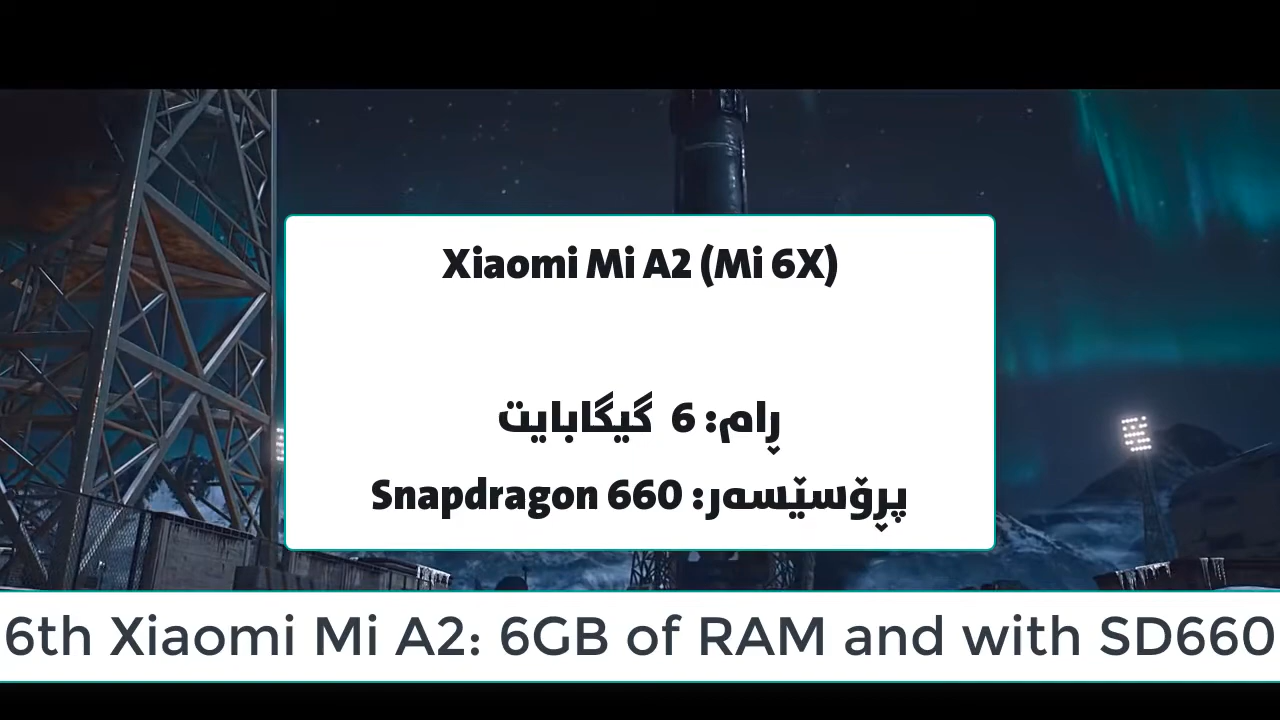 Xiaomi Mi A2 (Mi 6X)
ڕام: 6 گیگابایت
پڕۆسێسەر: Snapdragon 660
6th Xiaomi Mi A2: 6GB of RAM and with SD660